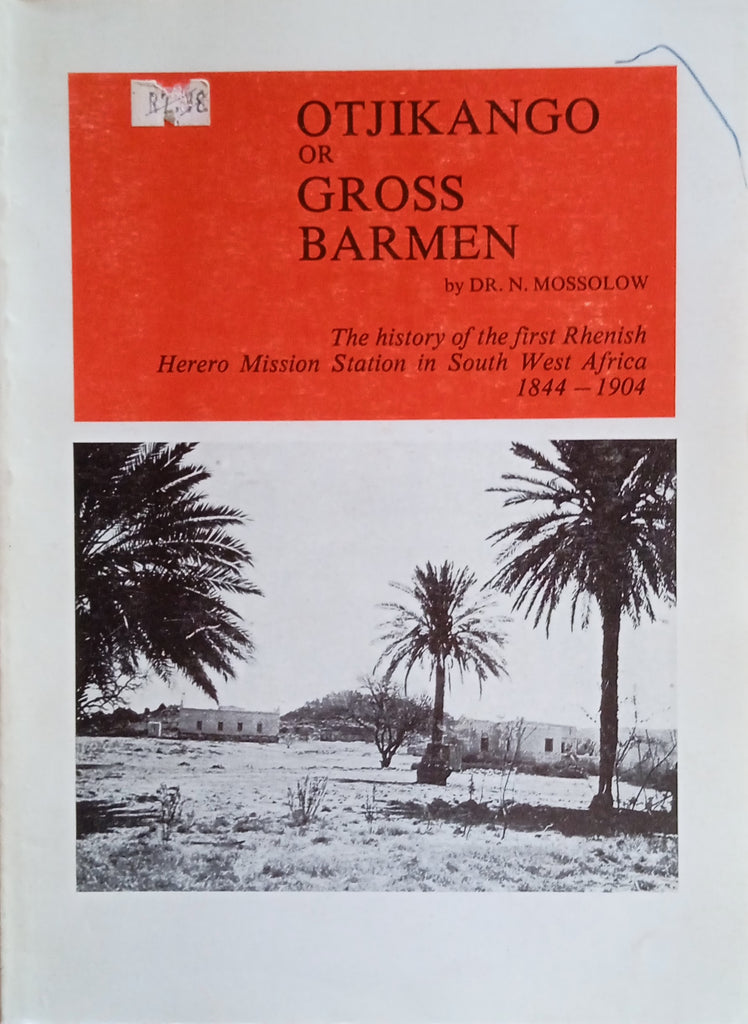 OTJIKANGO
OR
GROSS
BARMEN
by DR. N. MOSSOLOW
The history of the first Rhenish
Herero Mission Station in South West Africa
1844 – 1904